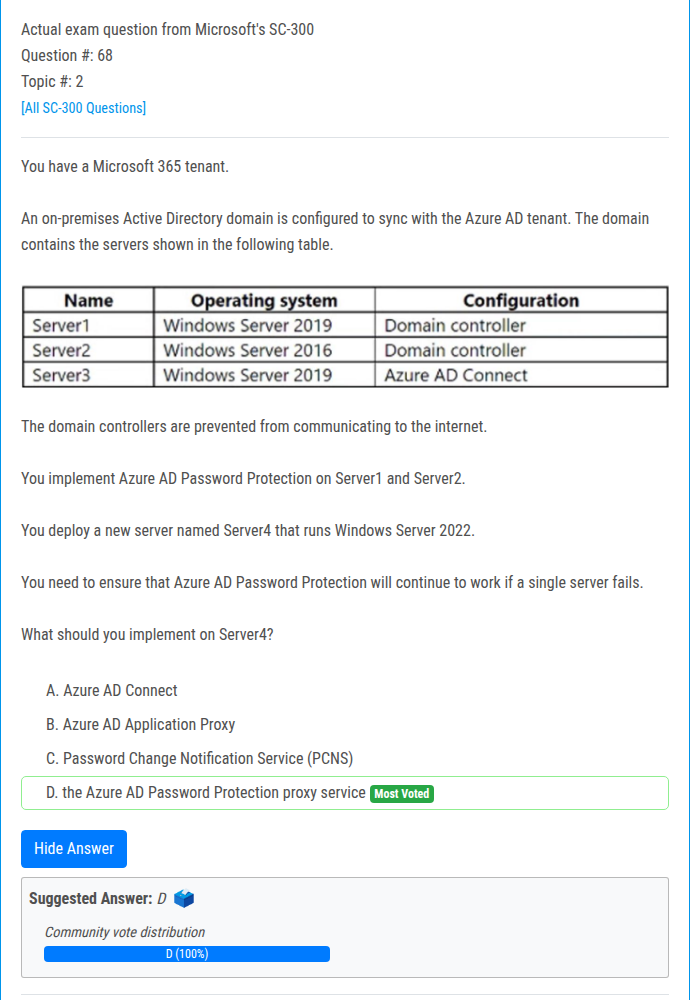 Actual exam question from Microsoft's SC-300
Question #: 68
Topic #: 2
[All SC-300 Questions]
You have a Microsoft 365 tenant.
An on-premises Active Directory domain is configured to sync with the Azure AD tenant. The domain
contains the servers shown in the following table.
Name Operating system Configuration
Server1 Windows Server 2019 Domain controller
Server2 Windows Server 2016 Domain controller
Server3 Windows Server 2019 Azure AD Connect
The domain controllers are prevented from communicating to the internet.
You implement Azure AD Password Protection on Server1 and Server2.
You deploy a new server named Server4 that runs Windows Server 2022.
You need to ensure that Azure AD Password Protection will continue to work if a single server fails.
What should you implement on Server4?
A. Azure AD Connect
B. Azure AD Application Proxy
C. Password Change Notification Service (PCNS)
D. the Azure AD Password Protection proxy service Most Voted
Hide Answer
Suggested Answer: D
Community vote distribution
D (100%)